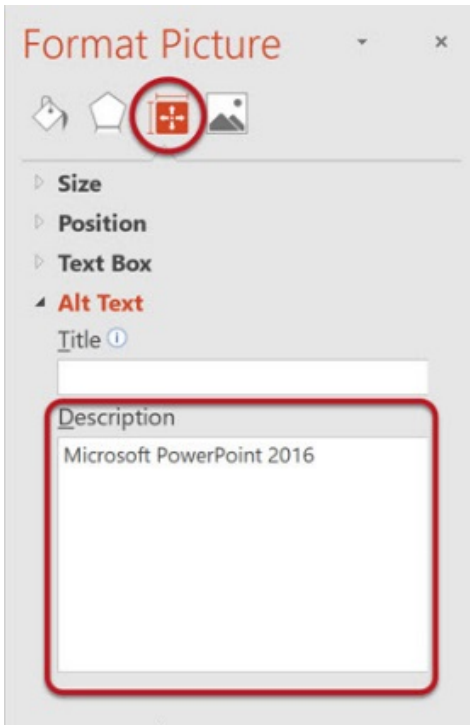 Format Picture
Size
Position
Text Box
Alt Text
Title
Description
Microsoft PowerPoint 2016